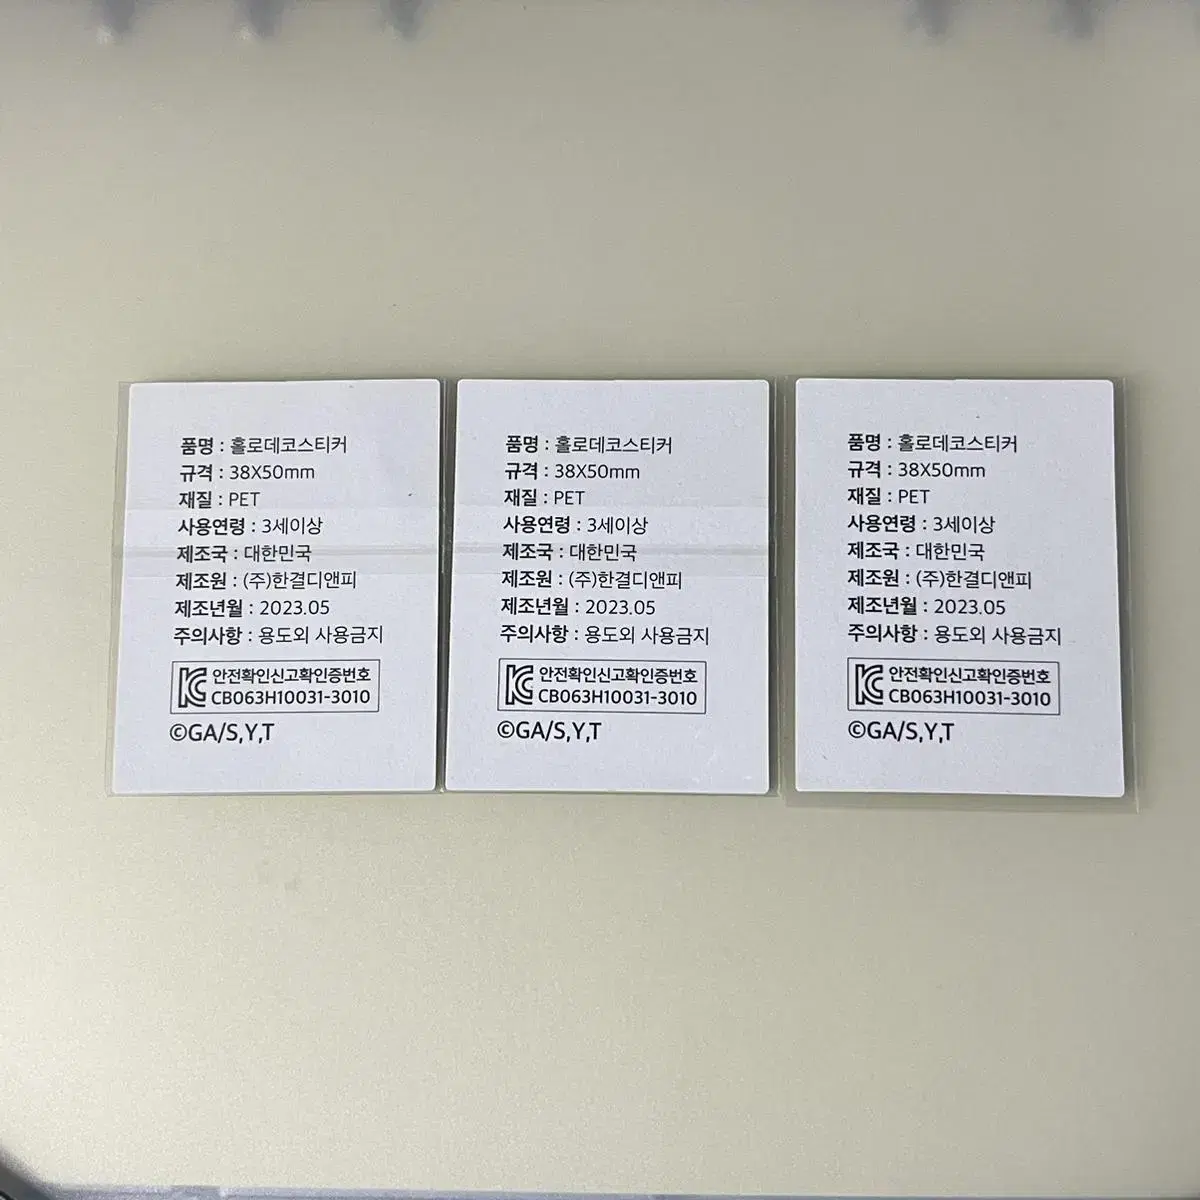 품명 : 홀로데코스티커
규격 : 38X50mm
재질 : PET
사용연령 : 3세이상
제조국 : 대한민국
제조원 : (주)한결디앤피
제조년월 : 2023.05
주의사항 : 용도외 사용금지
안전확인신고확인증번호
CB063H10031-3010
©GA/S,Y,T
품명 : 홀로데코스티커
규격 : 38X50mm
재질 : PET
사용연령 : 3세이상
제조국 : 대한민국
제조원 : (주)한결디앤피
제조년월 : 2023.05
주의사항 : 용도외 사용금지
안전확인신고확인증번호
CB063H10031-3010
©GA/S,Y,T
품명 : 홀로데코스티커
규격 : 38X50mm
재질 : PET
사용연령 : 3세이상
제조국 : 대한민국
제조원 : (주)한결디앤피
제조년월 : 2023.05
주의사항 : 용도외 사용금지
안전확인신고확인증번호
CB063H10031-3010
©GA/S,Y,T